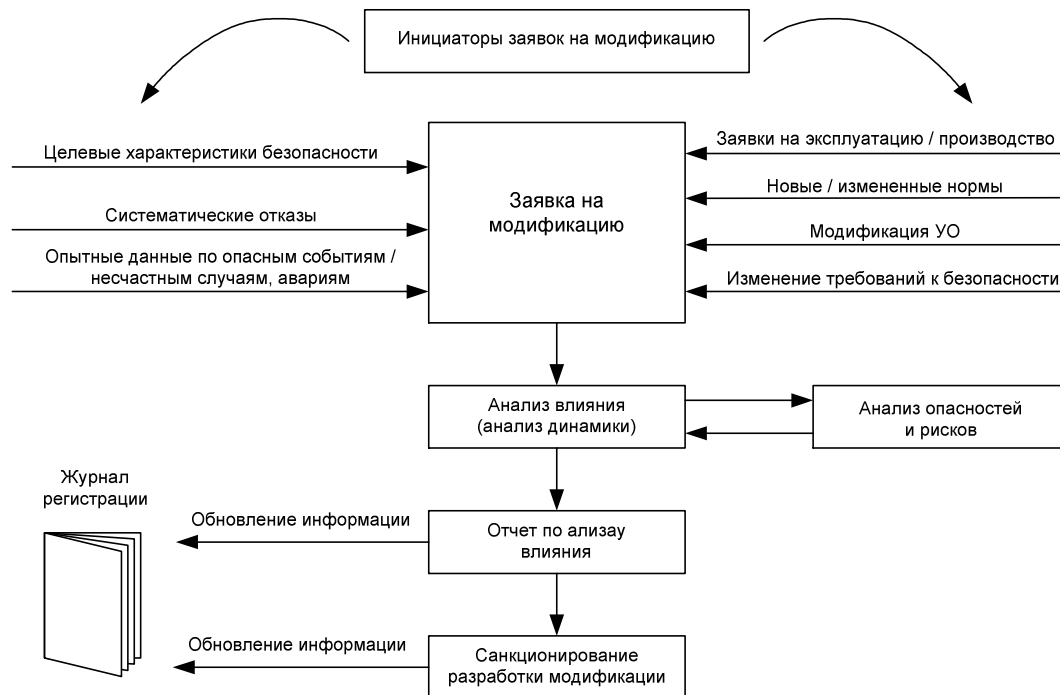 Инициаторы заявок на модификацию
Целевые характеристики безопасности
Систематические отказы
Опытные данные по опасным событиям /
несчастным случаям, авариям
Заявка на
модификацию
Заявки на эксплуатацию / производство
Новые / измененные нормы
Модификация УО
Изменение требований к безопасности
Анализ влияния
(анализ динамики)
Анализ опасностей
и рисков
Журнал
регистрации
Обновление информации
Отчет по ализау
влияния
Обновление информации
Санкционирование
разработки модификации